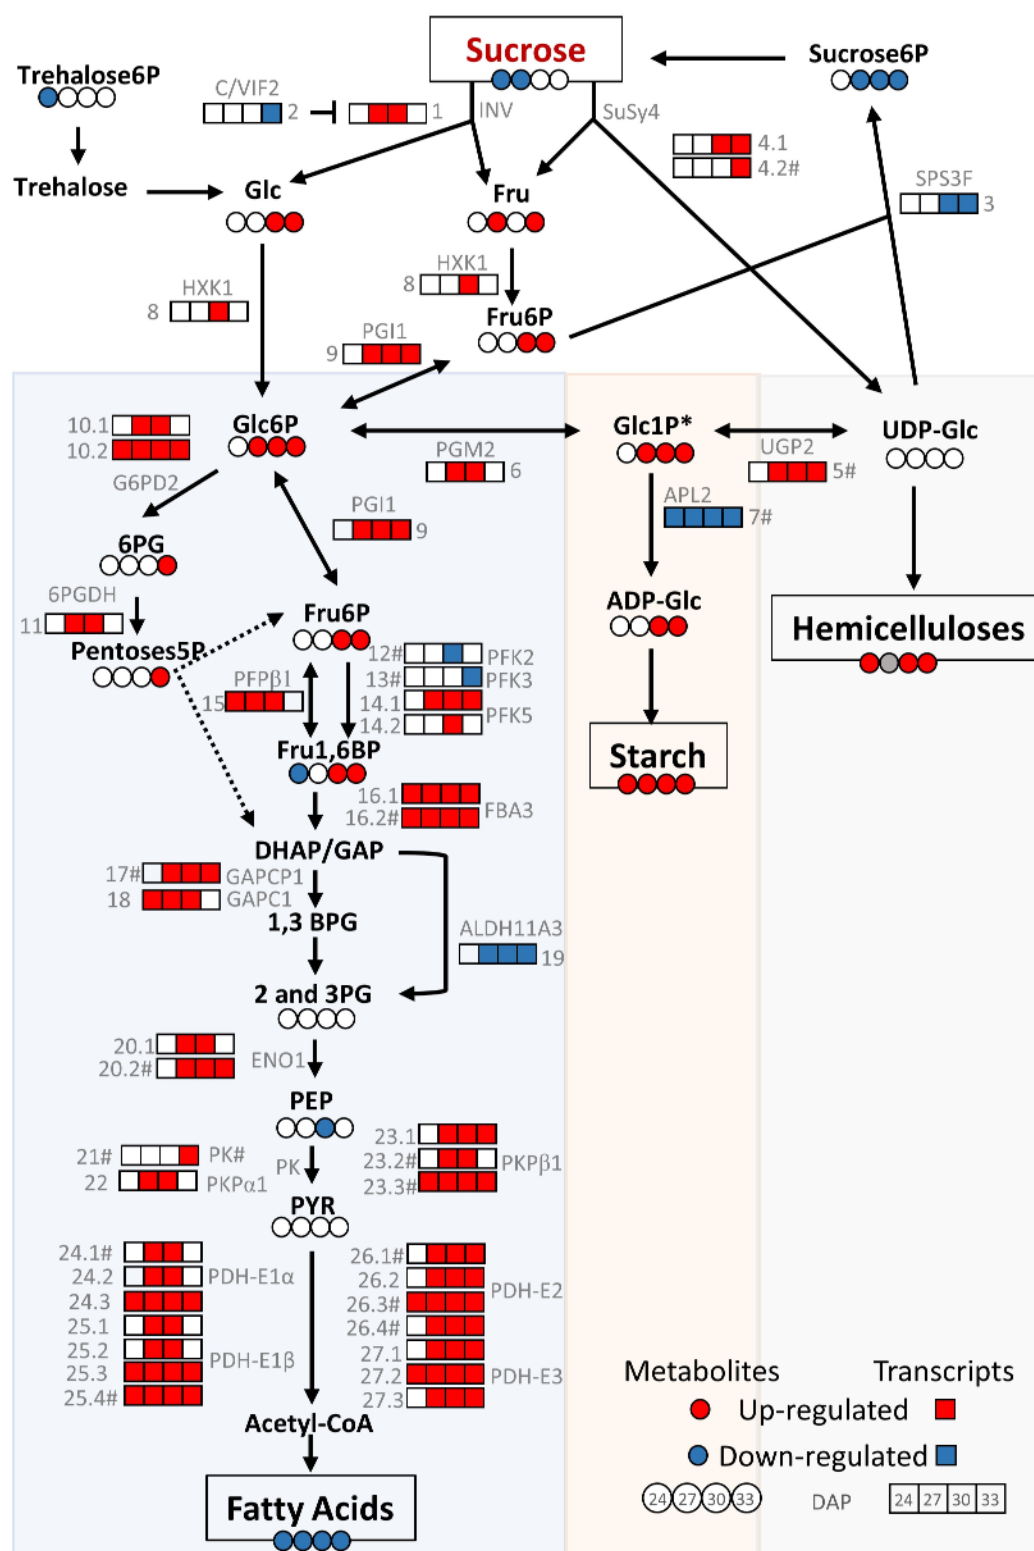 Sucrose
Sucrose6P
Trehalose6P
C/VIF2
2
1
INV
SuSy4
4.1
4.2#
Trehalose
Glc
Fru
SPS3F
3
HXK1
8
HXK1
8
Fru6P
PGI1
9
10.1
10.2
G6PD2
Glc6P
PGM2
6
Glc1P*
UGP2
5#
UDP-Glc
PGI1
9
APL2
7#
6PG
6PGDH
11
Pentoses5P
Fru6P
ADP-Glc
Hemicelluloses
12#
PFK2
13#
PFK3
PFPβ1
15
14.1
14.2
PFK5
Fru1,6BP
Starch
16.1
16.2#
FBA3
DHAP/GAP
17#
GAPCP1
18
GAPC1
1,3 BPG
ALDH11A3
19
2 and 3PG
20.1
20.2#
ENO1
PEP
21#
PK#
22
PKPα1
PK
23.1
23.2#
23.3#
PKPβ1
PYR
24.1#
24.2
24.3
PDH-E1α
25.1
25.2
25.3
25.4#
PDH-E1β
26.1#
26.2
26.3#
26.4#
PDH-E2
27.1
27.2
27.3
PDH-E3
Acetyl-CoA
Fatty Acids
Metabolites Transcripts
Up-regulated
Down-regulated
24 27 30 33 DAP 24 27 30 33